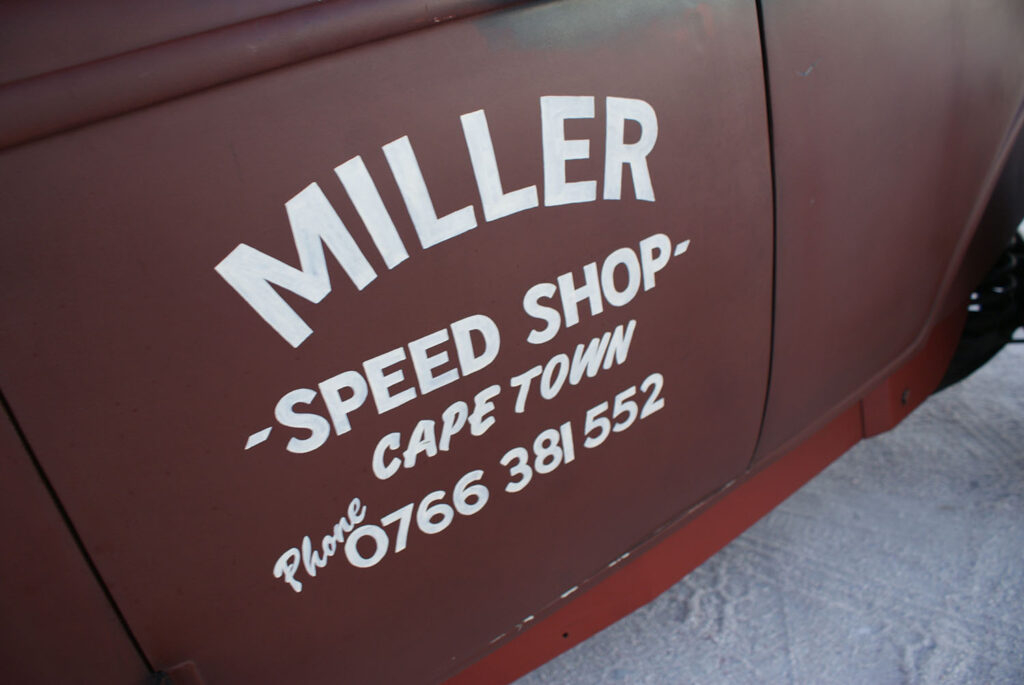 MILLER
-SPEED SHOP-
CAPE TOWN
Phone 0766 381 552